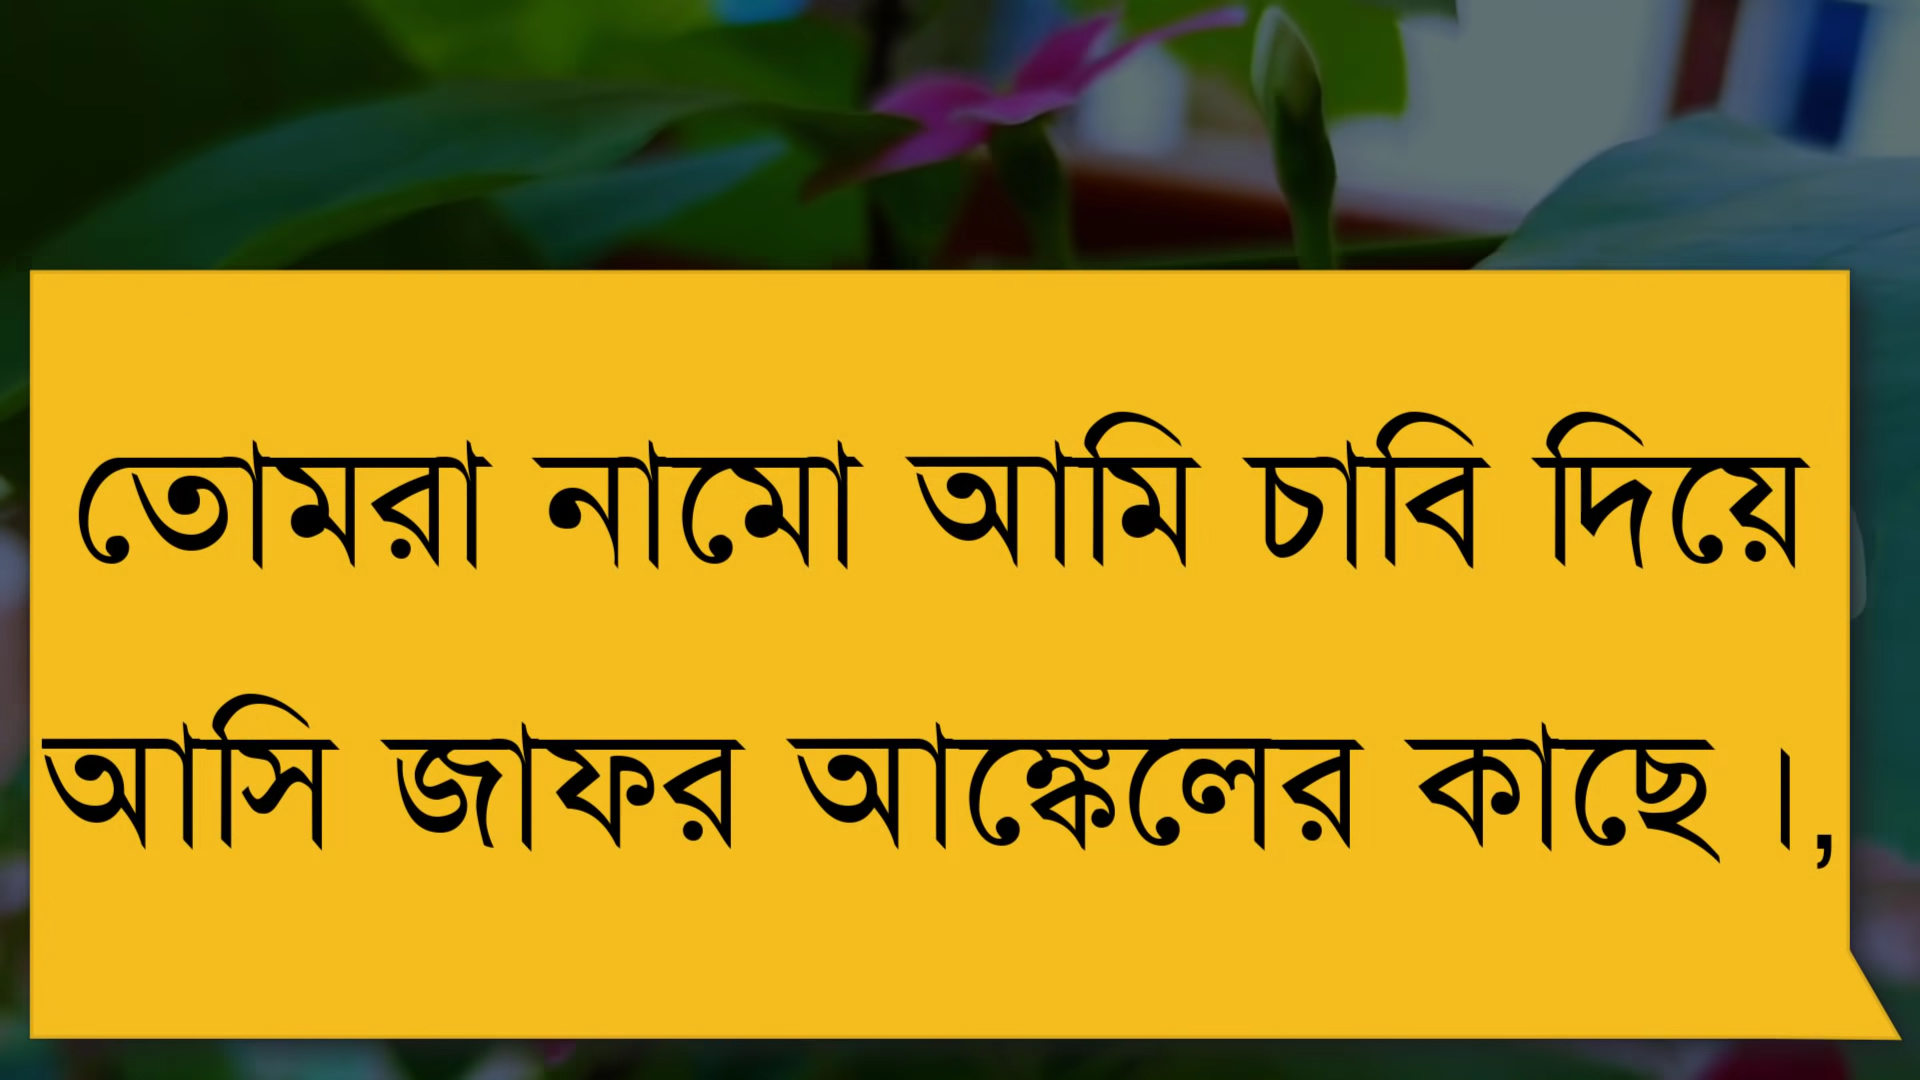 তোমরা নামো আমি চাবি দিয়ে
আসি জাফর আঙ্কেলের কাছে ।,